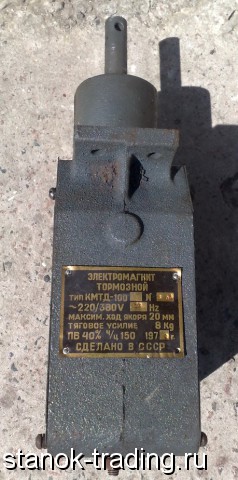 ЭЛЕКТРОМАГНИТ
ТОРМОЗНОЙ
ТИП КМТД-100 N
~220/380V Hz
МАКСИМ. ХОД ЯКОРЯ 20 ММ
ТЯГОВОЕ УСИЛИЕ 8 Kg
ПВ 40% Ч/Ц 150 197 Г
СДЕЛАНО В СССР
stanok-trading.ru